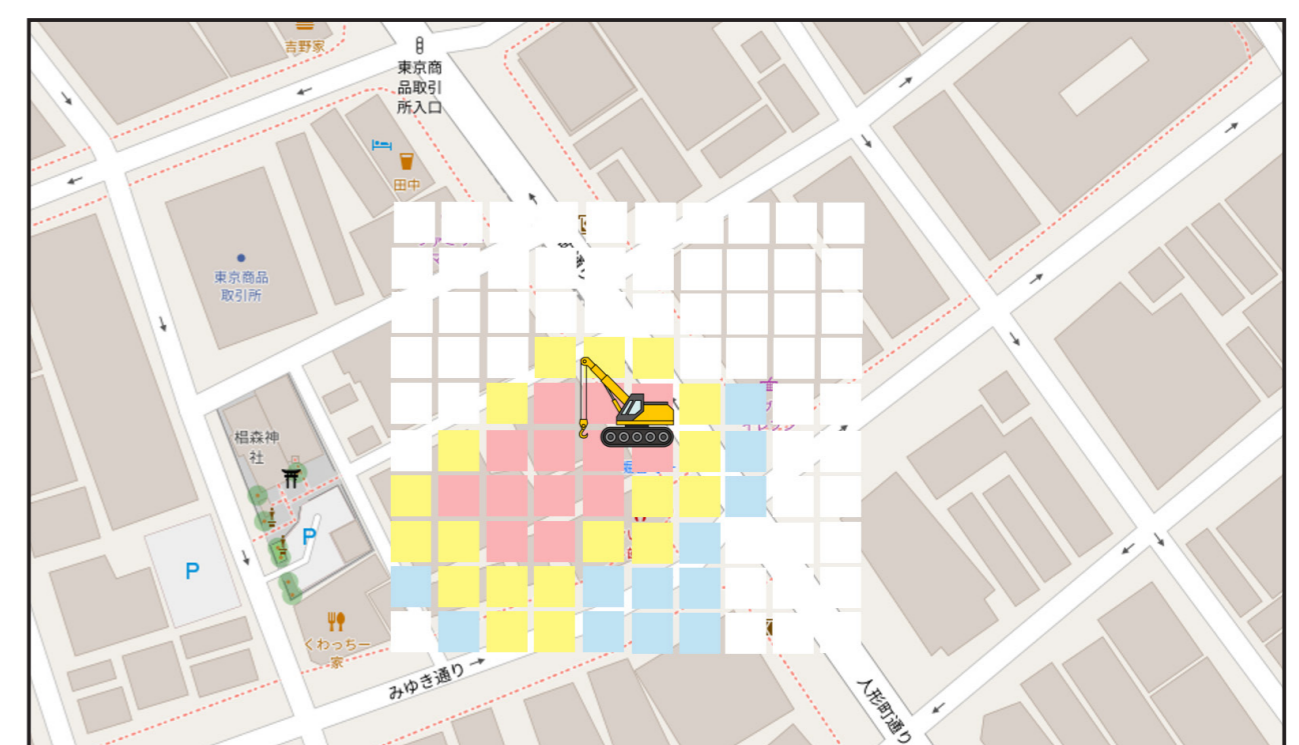 吉野家
東京商
品取引
所入口
田中
東京商品
取引所
椙森神
社
P
P
くわっちー
家
みゆき通り
人形町通り